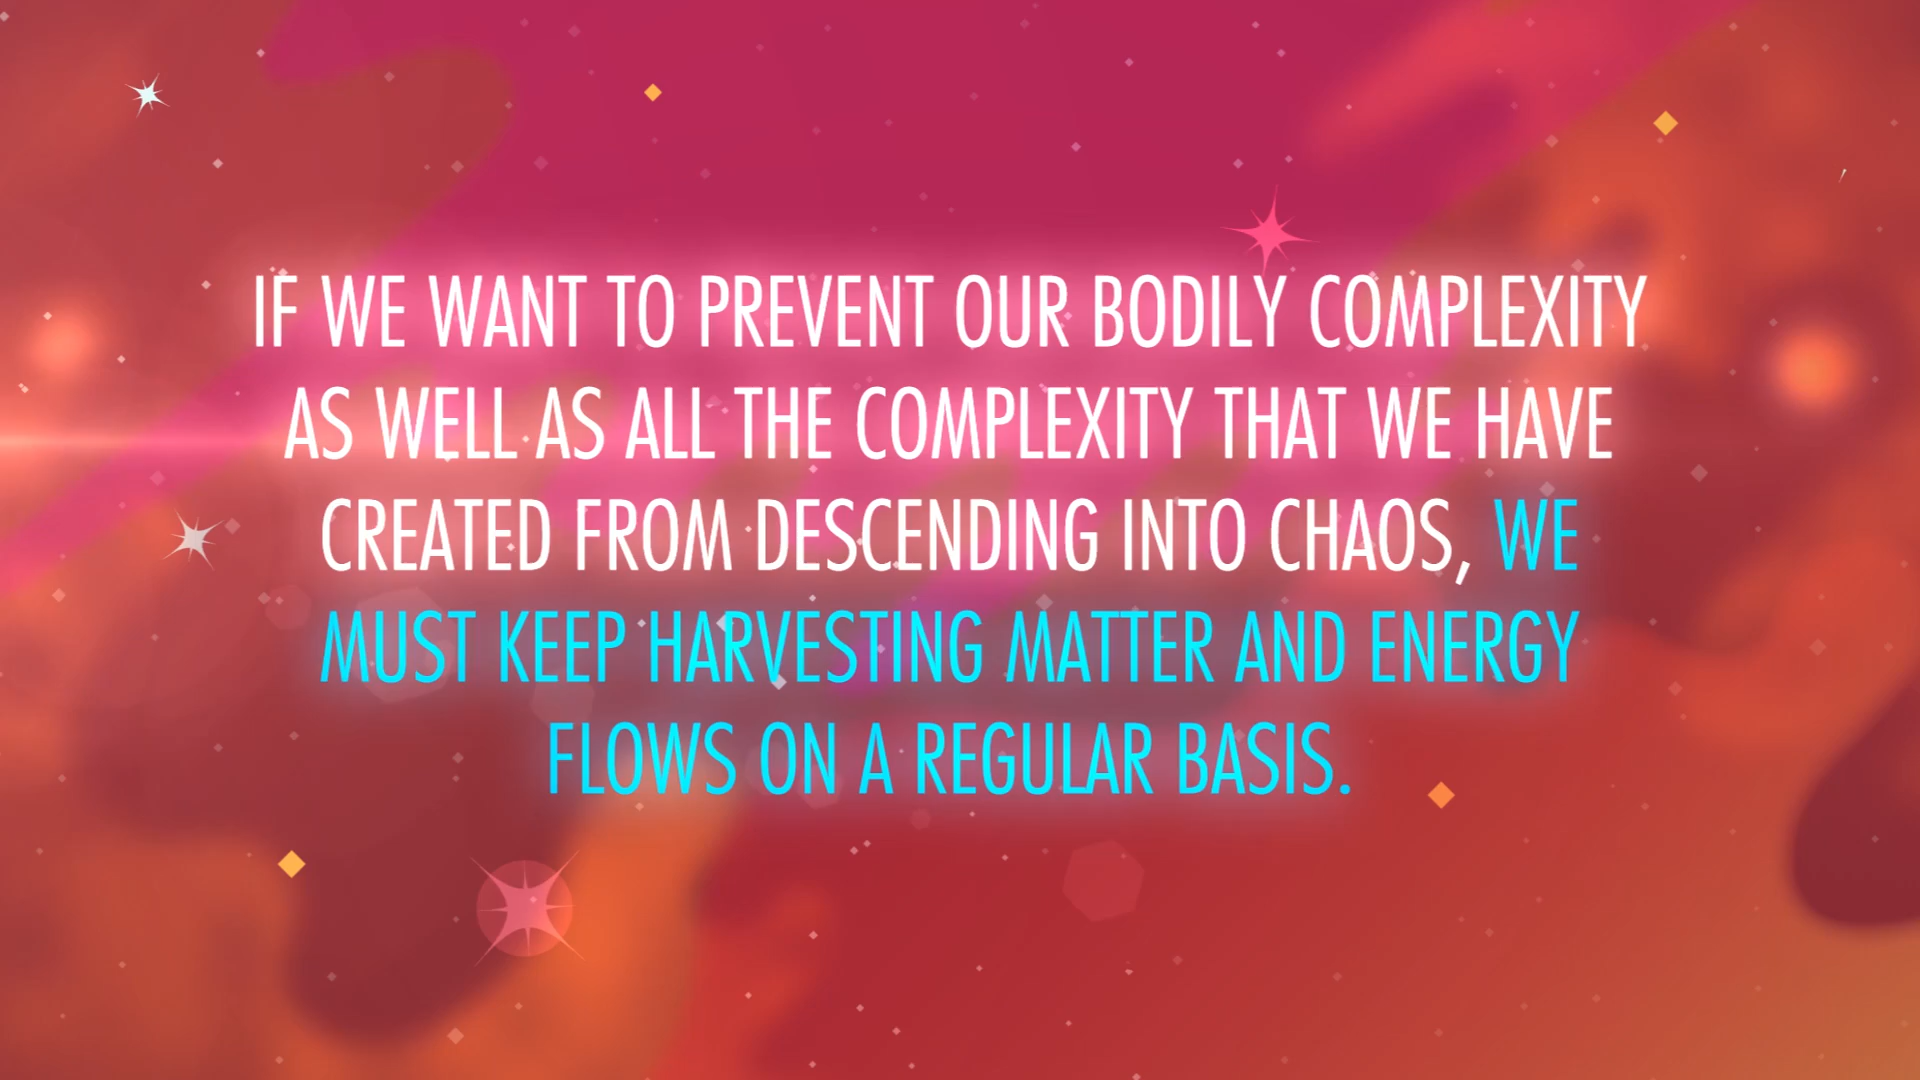 IF WE WANT TO PREVENT OUR BODILY COMPLEXITY
AS WELL AS ALL THE COMPLEXITY THAT WE HAVE
CREATED FROM DESCENDING INTO CHAOS, WE
MUST KEEP HARVESTING MATTER AND ENERGY
FLOWS ON A REGULAR BASIS.